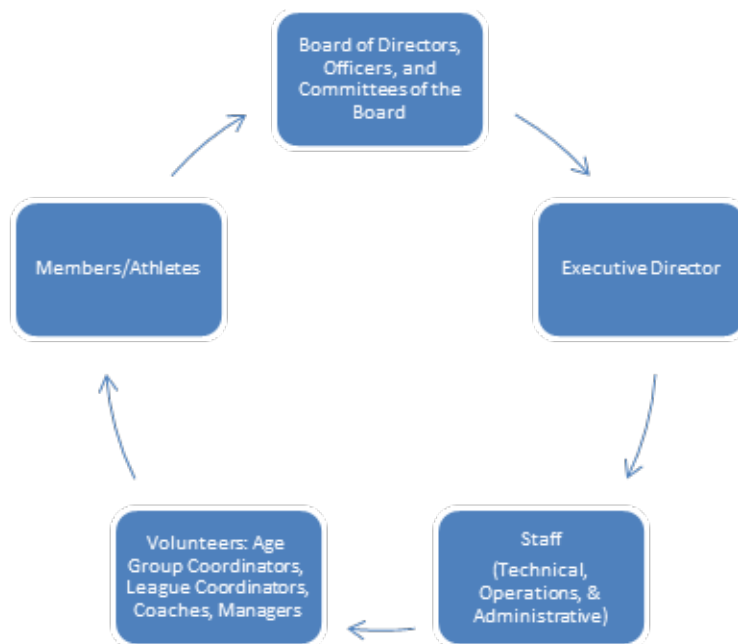 Board of Directors,
Officers, and
Committees of the
Board
Members/Athletes
Executive Director
Volunteers: Age
Group Coordinators,
League Coordinators,
Coaches, Managers
Staff
(Technical,
Operations, &
Administrative)